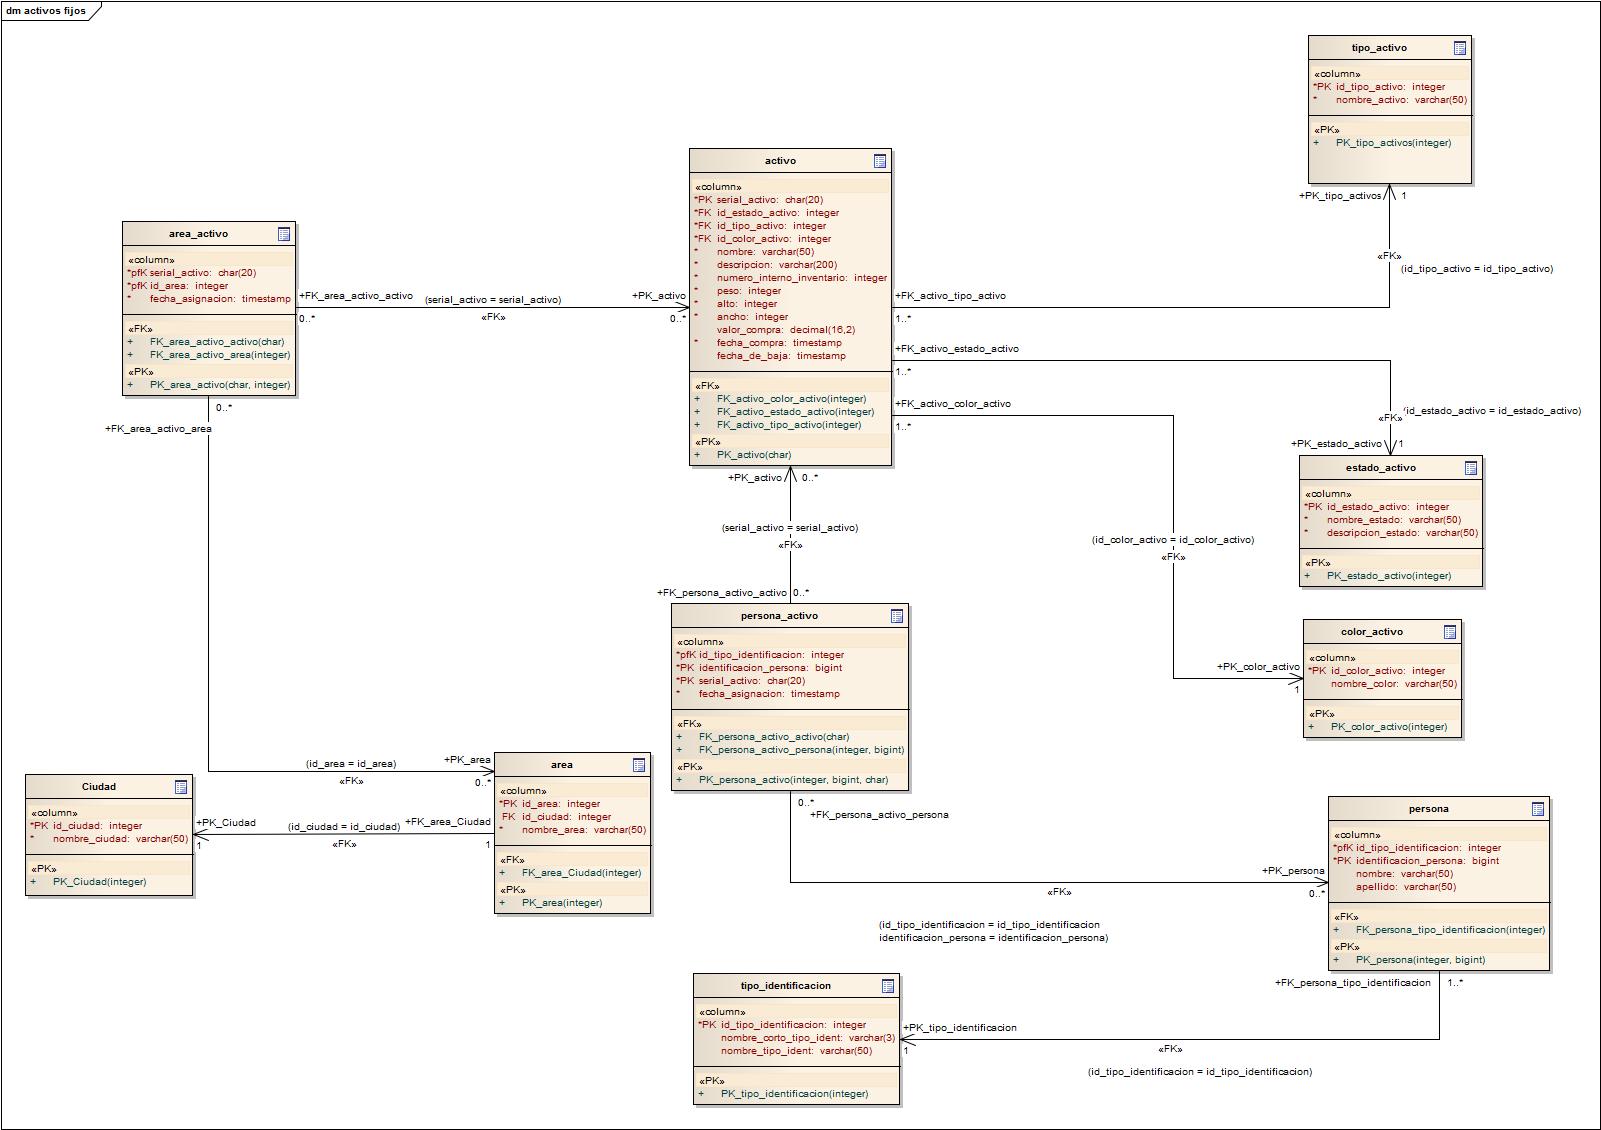 dm activos fijos
tipo_activo
«column»
*PK id_tipo_activo: integer
* nombre_activo: varchar(50)
«PK»
+ PK_tipo_activos(integer)
+PK_tipo_activos
1
«FK»
(id_tipo_activo = id_tipo_activo)
activo
«column»
*PK serial_activo: char(20)
*FK id_estado_activo: integer
*FK id_tipo_activo: integer
*FK id_color_activo: integer
* nombre: varchar(50)
* descripcion: varchar(200)
* numero_interno_inventario: integer
* peso: integer
* alto: integer
* ancho: integer
valor_compra: decimal(16,2)
* fecha_compra: timestamp
fecha_de_baja: timestamp
«FK»
+ FK_activo_color_activo(integer)
+ FK_activo_estado_activo(integer)
+ FK_activo_tipo_activo(integer)
«PK»
+ PK_activo(char)
area_activo
«column»
*pfK serial_activo: char(20)
*pfK id_area: integer
* fecha_asignacion: timestamp
«FK»
+ FK_area_activo_activo(char)
+ FK_area_activo_area(integer)
«PK»
+ PK_area_activo(char, integer)
+FK_area_activo_activo
0..*
(serial_activo = serial_activo)
«FK»
+PK_activo
0..*
+FK_activo_tipo_activo
1..*
+FK_activo_estado_activo
1..*
+FK_activo_color_activo
1..*
0..*
+FK_area_activo_area
(id_estado_activo = id_estado_activo)
«FK»
+PK_estado_activo
1
estado_activo
«column»
*PK id_estado_activo: integer
* nombre_estado: varchar(50)
* descripcion_estado: varchar(50)
«PK»
+ PK_estado_activo(integer)
+PK_activo
0..*
(serial_activo = serial_activo)
«FK»
+FK_persona_activo_activo
0..*
(id_color_activo = id_color_activo)
«FK»
+PK_color_activo
1
color_activo
«column»
*PK id_color_activo: integer
nombre_color: varchar(50)
«PK»
+ PK_color_activo(integer)
persona_activo
«column»
*pfK id_tipo_identificacion: integer
*PK identificacion_persona: bigint
*PK serial_activo: char(20)
* fecha_asignacion: timestamp
«FK»
+ FK_persona_activo_activo(char)
+ FK_persona_activo_persona(integer, bigint)
«PK»
+ PK_persona_activo(integer, bigint, char)
(id_area = id_area)
«FK»
+PK_area
0..*
area
«column»
*PK id_area: integer
FK id_ciudad: integer
* nombre_area: varchar(50)
«FK»
+ FK_area_Ciudad(integer)
«PK»
+ PK_area(integer)
Ciudad
«column»
*PK id_ciudad: integer
* nombre_ciudad: varchar(50)
«PK»
+ PK_Ciudad(integer)
+PK_Ciudad
1
(id_ciudad = id_ciudad)
«FK»
+FK_area_Ciudad
1
0..*
+FK_persona_activo_persona
«FK»
+PK_persona
0..*
(id_tipo_identificacion = id_tipo_identificacion
identificacion_persona = identificacion_persona)
persona
«column»
*pfK id_tipo_identificacion: integer
*PK identificacion_persona: bigint
nombre: varchar(50)
apellido: varchar(50)
«FK»
+ FK_persona_tipo_identificacion(integer)
«PK»
+ PK_persona(integer, bigint)
+FK_persona_tipo_identificacion
1..*
tipo_identificacion
«column»
*PK id_tipo_identificacion: integer
nombre_corto_tipo_ident: varchar(3)
nombre_tipo_ident: varchar(50)
«PK»
+ PK_tipo_identificacion(integer)
+PK_tipo_identificacion
1
«FK»
(id_tipo_identificacion = id_tipo_identificacion)